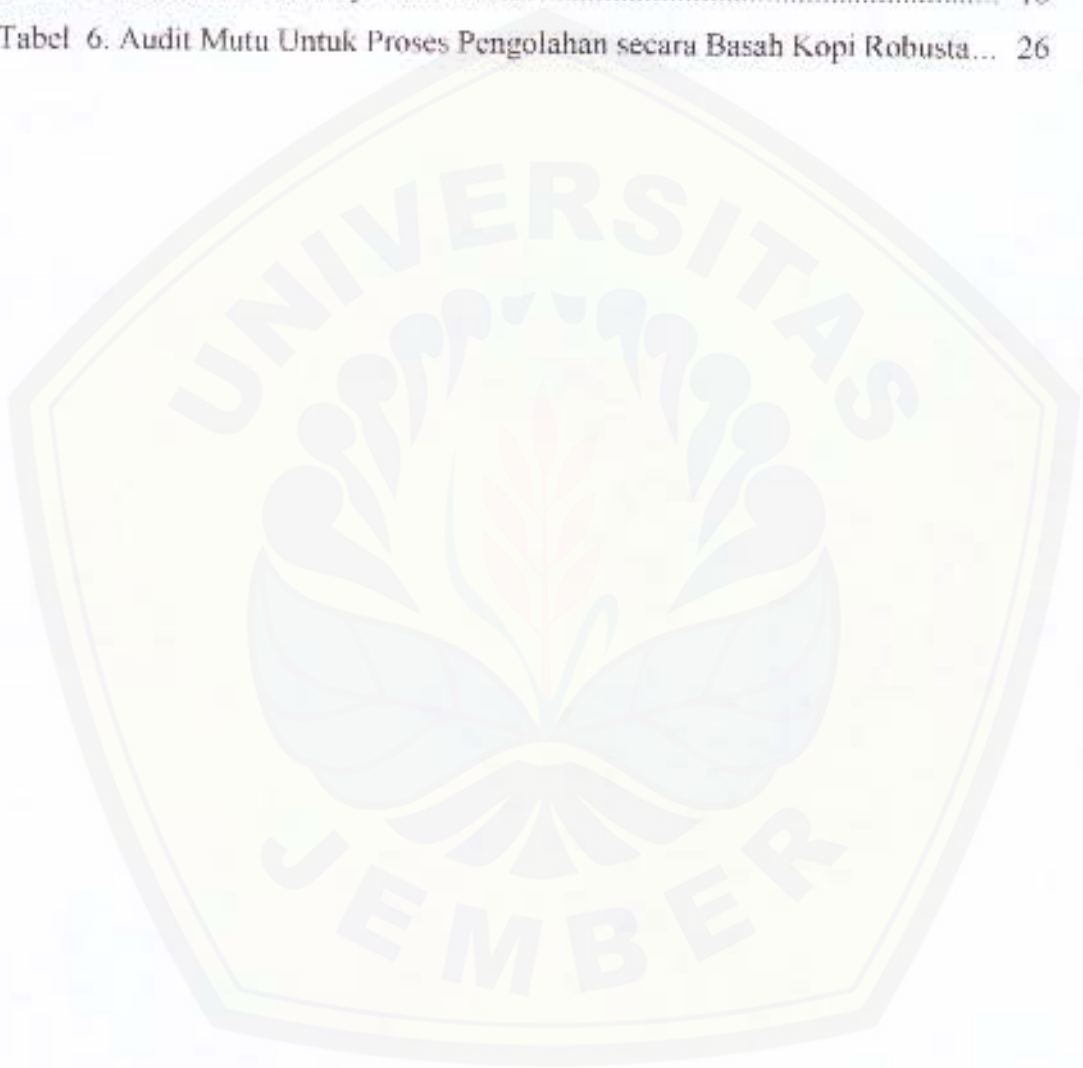 Tabel 6. Audit Mutu Untuk Proses Pengolahan secara Basah Kopi Robusta... 26
UNIVERSITAS
JEMBER